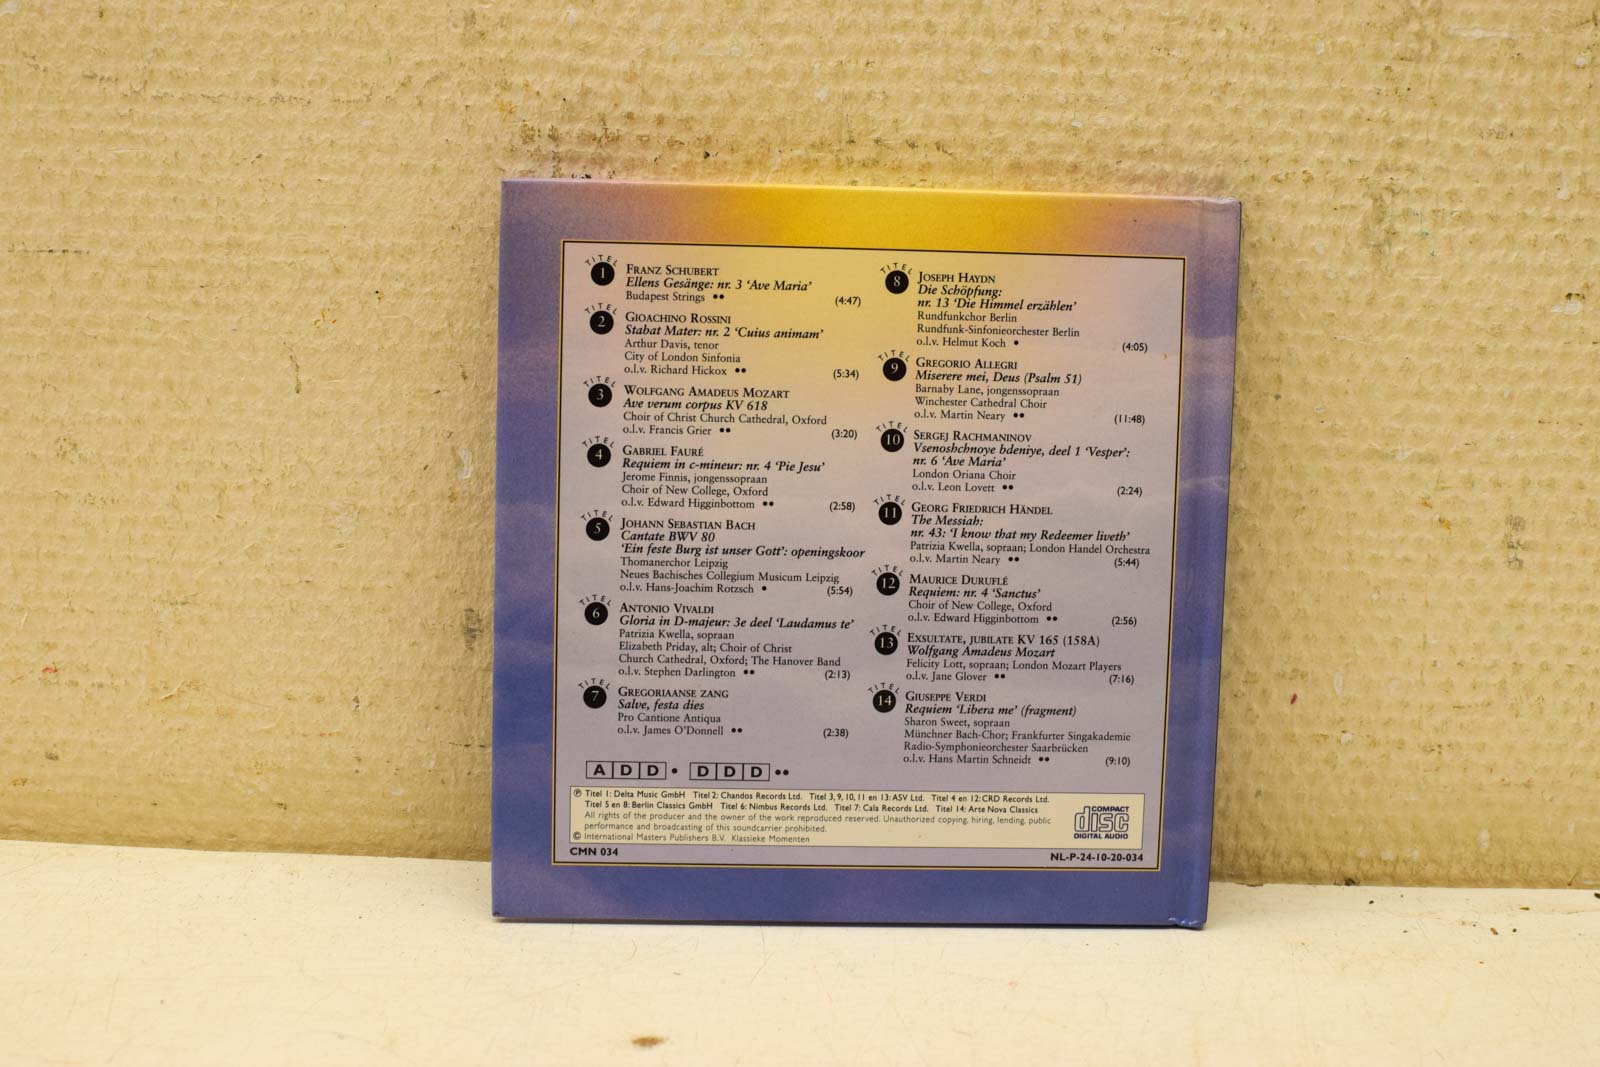 TITEL
1
FRANZ SCHUBERT
Ellens Gesänge: nr. 3 'Ave Maria'
Budapest Strings •• (4:47)
TITEL
2
GIOACHINO ROSSINI
Stabat Mater: nr. 2 'Cuius animam'
Arthur Davis, tenor
City of London Sinfonia
o.l.v. Richard Hickox •• (5:34)
TITEL
3
WOLFGANG AMADEUS MOZART
Ave verum corpus KV 618
Choir of Christ Church Cathedral, Oxford
o.l.v. Francis Grier •• (3:20)
TITEL
4
GABRIEL FAURÉ
Requiem in c-mineur: nr. 4 'Pie Jesu'
Jerome Finnis, jongenssopraan
Choir of New College, Oxford
o.l.v. Edward Higginbottom •• (2:58)
TITEL
5
JOHANN SEBASTIAN BACH
Cantate BWV 80
'Ein feste Burg ist unser Gott': openingskoor
Thomanerchor Leipzig
Neues Bachisches Collegium Musicum Leipzig
o.l.v. Hans-Joachim Rotzsch • (5:54)
TITEL
6
ANTONIO VIVALDI
Gloria in D-majeur: 3e deel 'Laudamus te'
Patrizia Kwella, sopraan
Elizabeth Priday, alt; Choir of Christ
Church Cathedral, Oxford; The Hanover Band
o.l.v. Stephen Darlington •• (2:13)
TITEL
7
GREGORIAANSE ZANG
Salve, festa dies
Pro Cantione Antiqua
o.l.v. James O'Donnell •• (2:38)
TITEL
8
JOSEPH HAYDN
Die Schöpfung:
nr. 13 'Die Himmel erzählen'
Rundfunkchor Berlin
Rundfunk-Sinfonieorchester Berlin
o.l.v. Helmut Koch • (4:05)
TITEL
9
GREGORIO ALLEGRI
Miserere mei, Deus (Psalm 51)
Barnaby Lane, jongenssopraan
Winchester Cathedral Choir
o.l.v. Martin Neary •• (11:48)
TITEL
10
SERGEJ RACHMANINOV
Vsenoshchnoye bdeniye, deel 1 'Vesper':
nr. 6 'Ave Maria'
London Oriana Choir
o.l.v. Leon Lovett •• (2:24)
TITEL
11
GEORG FRIEDRICH HÄNDEL
The Messiah:
nr. 43: 'I know that my Redeemer liveth'
Patrizia Kwella, sopraan; London Handel Orchestra
o.l.v. Martin Neary •• (5:44)
TITEL
12
MAURICE DURUFLÉ
Requiem: nr. 4 'Sanctus'
Choir of New College, Oxford
o.l.v. Edward Higginbottom •• (2:56)
TITEL
13
EXSULTATE, JUBILATE KV 165 (158A)
Wolfgang Amadeus Mozart
Felicity Lott, sopraan; London Mozart Players
o.l.v. Jane Glover •• (7:16)
TITEL
14
GIUSEPPE VERDI
Requiem 'Libera me' (fragment)
Sharon Sweet, sopraan
Münchner Bach-Chor; Frankfurter Singakademie
Radio-Symphonieorchester Saarbrücken
o.l.v. Hans Martin Schneidt •• (9:10)
ADD • DDD ••
℗ Titel 1: Delta Music GmbH Titel 2: Chandos Records Ltd. Titel 3, 9, 10, 11 en 13: ASV Ltd. Titel 4 en 12: CRD Records Ltd.
Titel 5 en 8: Berlin Classics GmbH Titel 6: Nimbus Records Ltd. Titel 7: Cala Records Ltd. Titel 14: Arte Nova Classics
All rights of the producer and the owner of the work reproduced reserved. Unauthorized copying, hiring, lending, public
performance and broadcasting of this soundcarrier prohibited.
© International Masters Publishers B.V. Klassieke Momenten
COMPACT
disc
DIGITAL AUDIO
CMN 034
NL-P-24-10-20-034